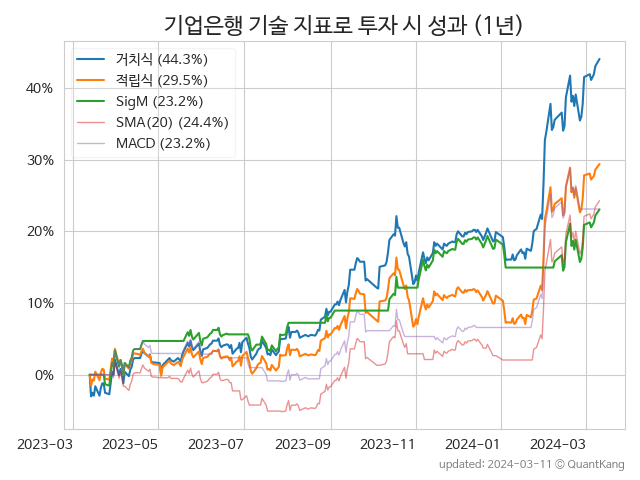 기업은행 기술 지표로 투자 시 성과 (1년)
거치식 (44.3%)
적립식 (29.5%)
SigM (23.2%)
SMA(20) (24.4%)
MACD (23.2%)
40%
30%
20%
10%
0%
2023-03 2023-05 2023-07 2023-09 2023-11 2024-01 2024-03
updated: 2024-03-11 © QuantKang